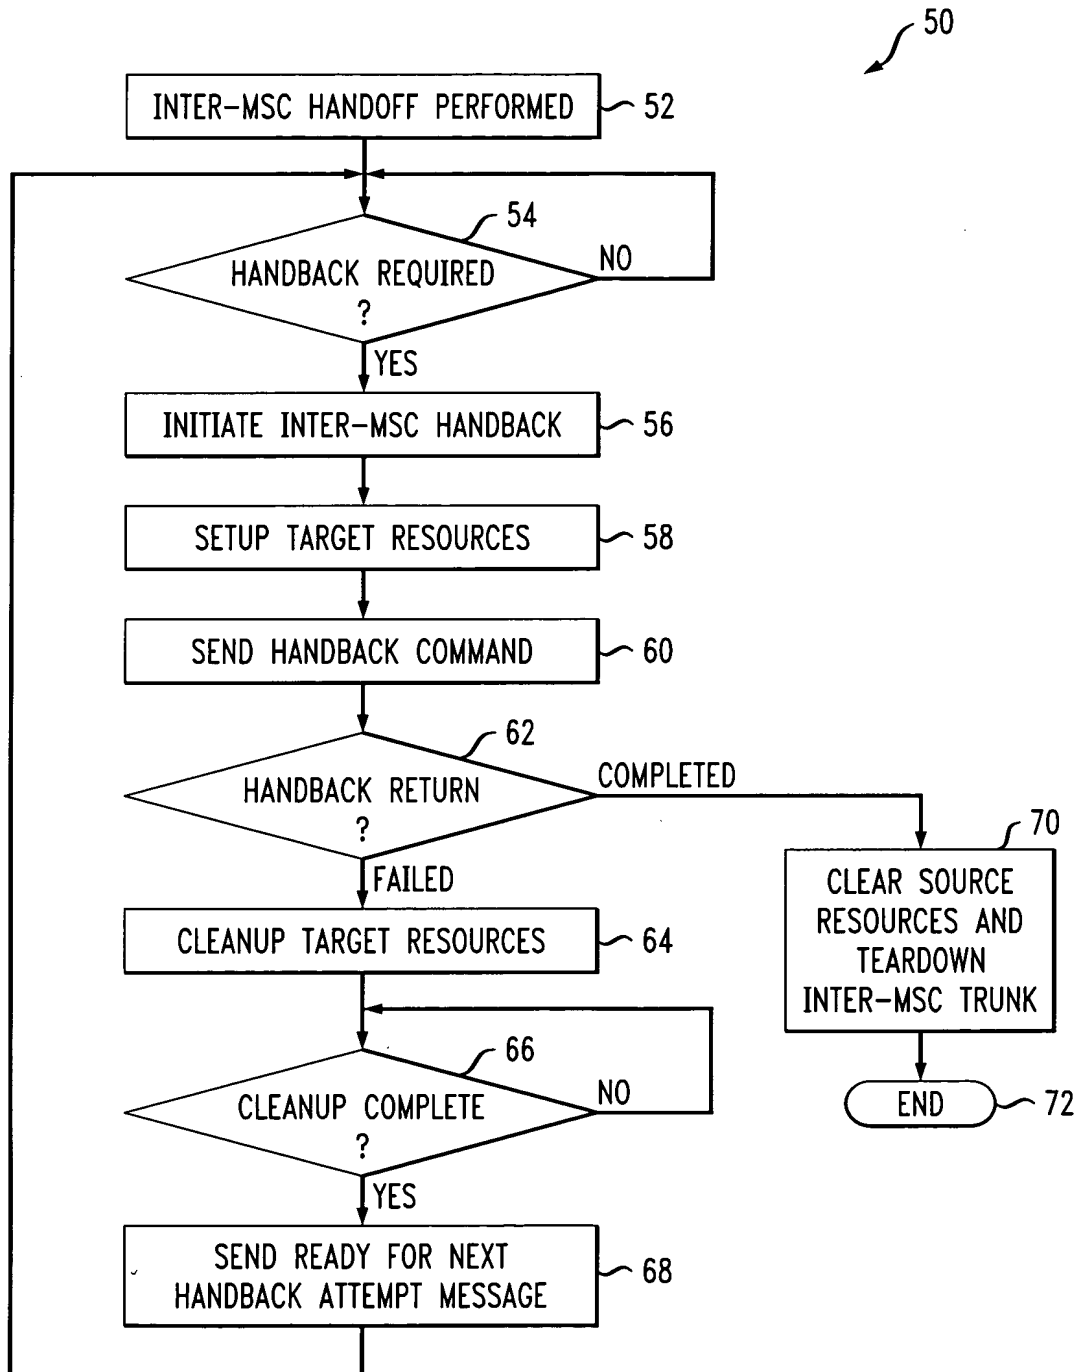 50
INTER-MSC HANDOFF PERFORMED
52
54
HANDBACK REQUIRED
?
NO
YES
INITIATE INTER-MSC HANDBACK
56
SETUP TARGET RESOURCES
58
SEND HANDBACK COMMAND
60
62
HANDBACK RETURN
?
COMPLETED
FAILED
70
CLEAR SOURCE
RESOURCES AND
TEARDOWN
INTER-MSC TRUNK
CLEANUP TARGET RESOURCES
64
66
CLEANUP COMPLETE
?
NO
END
72
YES
SEND READY FOR NEXT
HANDBACK ATTEMPT MESSAGE
68